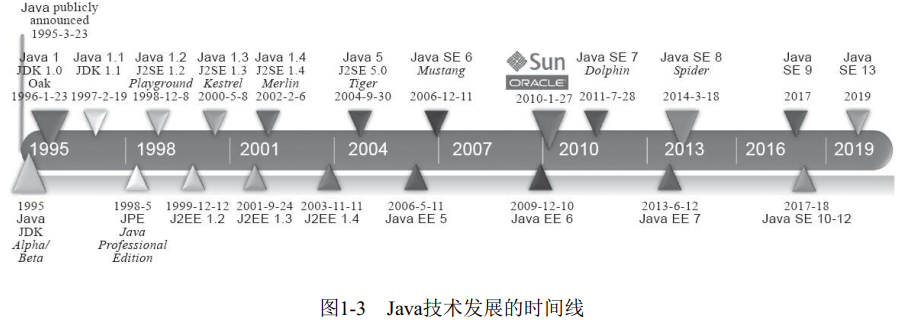 Java publicly
announced
1995-3-23
Java 1
JDK 1.0
Oak
1996-1-23
Java 1.1
JDK 1.1
1997-2-19
Java 1.2
J2SE 1.2
Playground
1998-12-8
Java 1.3
J2SE 1.3
Kestrel
2000-5-8
Java 1.4
J2SE 1.4
Merlin
2002-2-6
Java 5
J2SE 5.0
Tiger
2004-9-30
Java SE 6
Mustang
2006-12-11
Sun
ORACLE
2010-1-27
Java SE 7
Dolphin
2011-7-28
Java SE 8
Spider
2014-3-18
Java
SE 9
2017
Java
SE 13
2019
1995 1998 2001 2004 2007 2010 2013 2016 2019
1995
Java
JDK
Alpha/
Beta
1998-5
JPE
Java
Professional
Edition
1999-12-12
J2EE 1.2
2001-9-24
J2EE 1.3
2003-11-11
J2EE 1.4
2006-5-11
Java EE 5
2009-12-10
Java EE 6
2013-6-12
Java EE 7
2017-18
Java SE 10-12
图1-3 Java技术发展的时间线